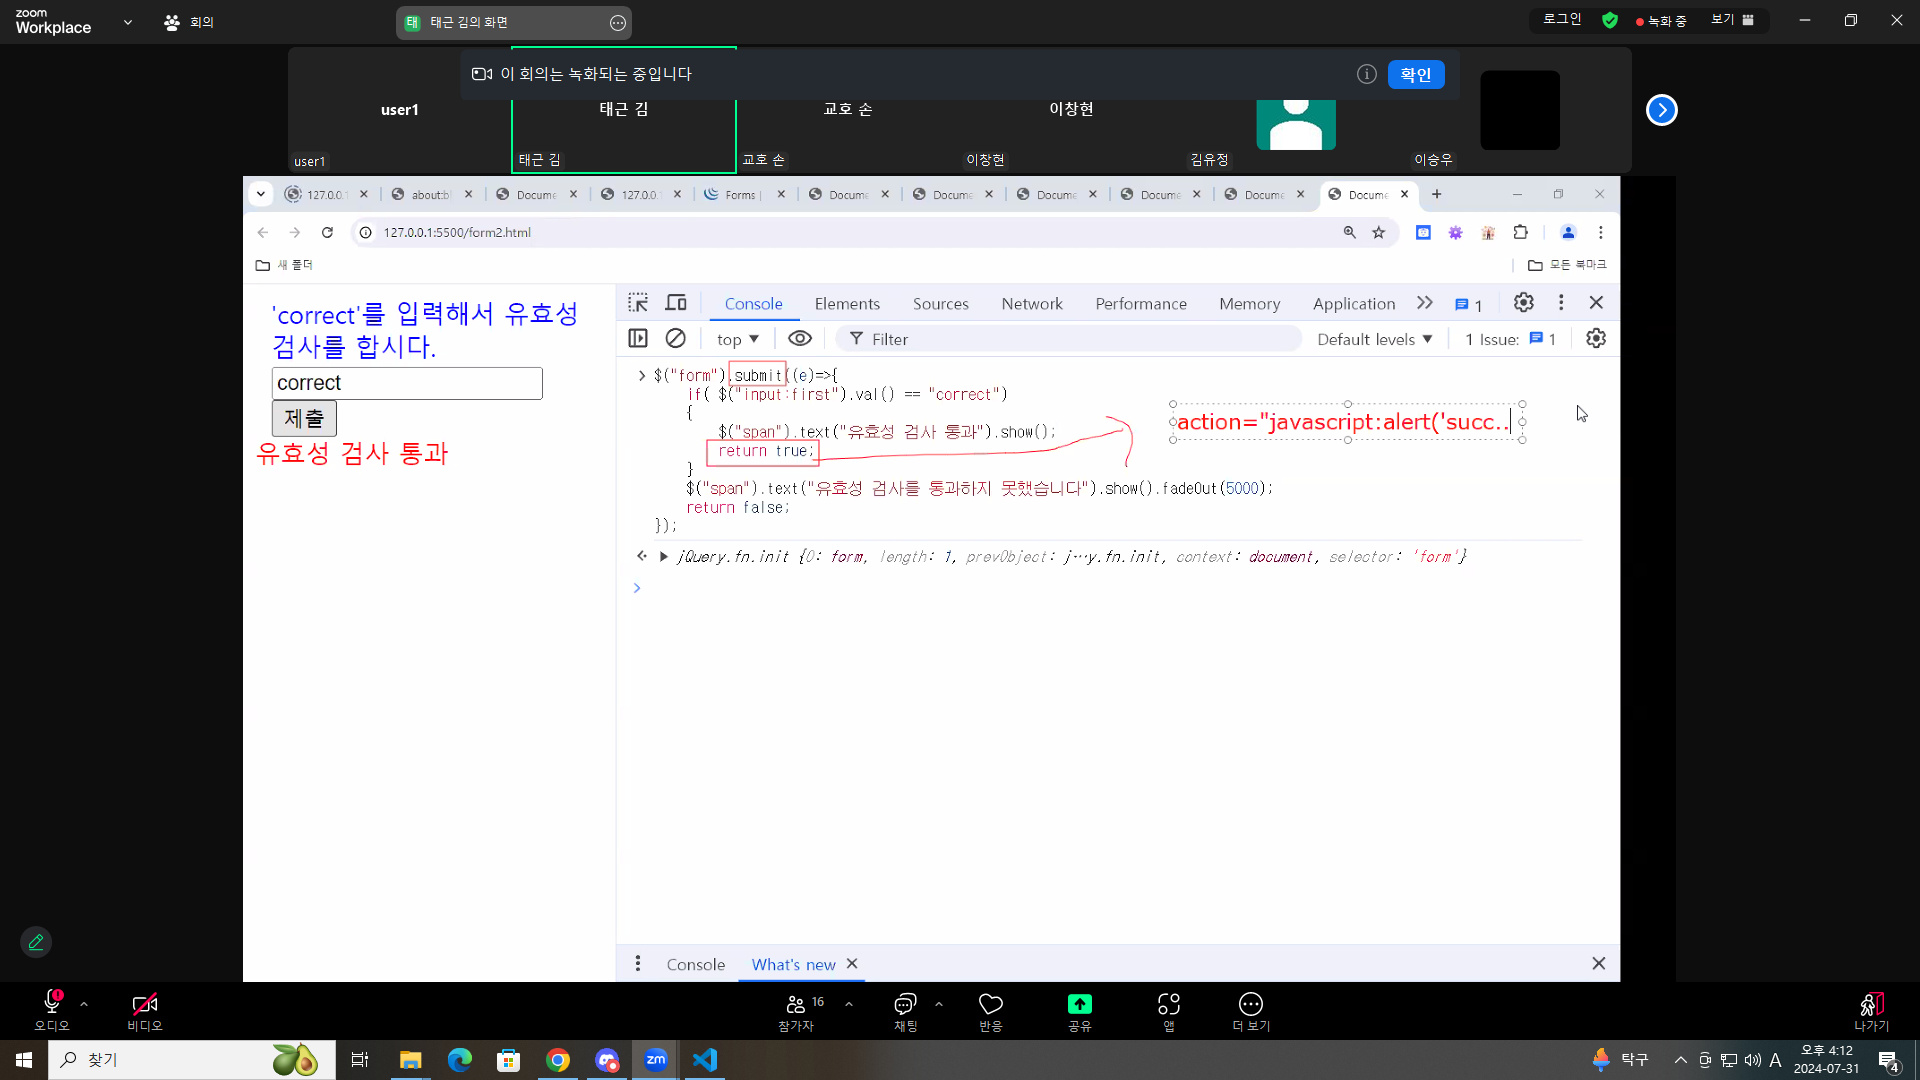 zoom
Workplace
회의
태
태근 김의 화면
로그인
녹화 중
보기
이 회의는 녹화되는 중입니다
확인
user1
태근 김
교호 손
이창현
user1
태근 김
교호 손
이창현
김유정
이승우
127.0.0.1
about:b
Docume
127.0.0.1
Forms |
Docume
Docume
Docume
Docume
Docume
Docume
127.0.0.1:5500/form2.html
새 폴더
모든 북마크
'correct'를 입력해서 유효성
검사를 합시다.
correct
제출
유효성 검사 통과
Console
Elements
Sources
Network
Performance
Memory
Application
1
top
Filter
Default levels
1 Issue:
1
$("form").submit((e)=>{
if( $("input:first").val() == "correct")
{
$("span").text("유효성 검사 통과").show();
return true;
}
$("span").text("유효성 검사를 통과하지 못했습니다").show().fadeOut(5000);
return false;
});
action="javascript:alert('succ..
jQuery.fn.init {0: form, length: 1, prevObject: j…y.fn.init, context: document, selector: 'form'}
Console
What's new
오디오
비디오
16
참가자
채팅
반응
공유
앱
더 보기
나가기
찾기
zm
탁구
A
오후 4:12
2024-07-31
4